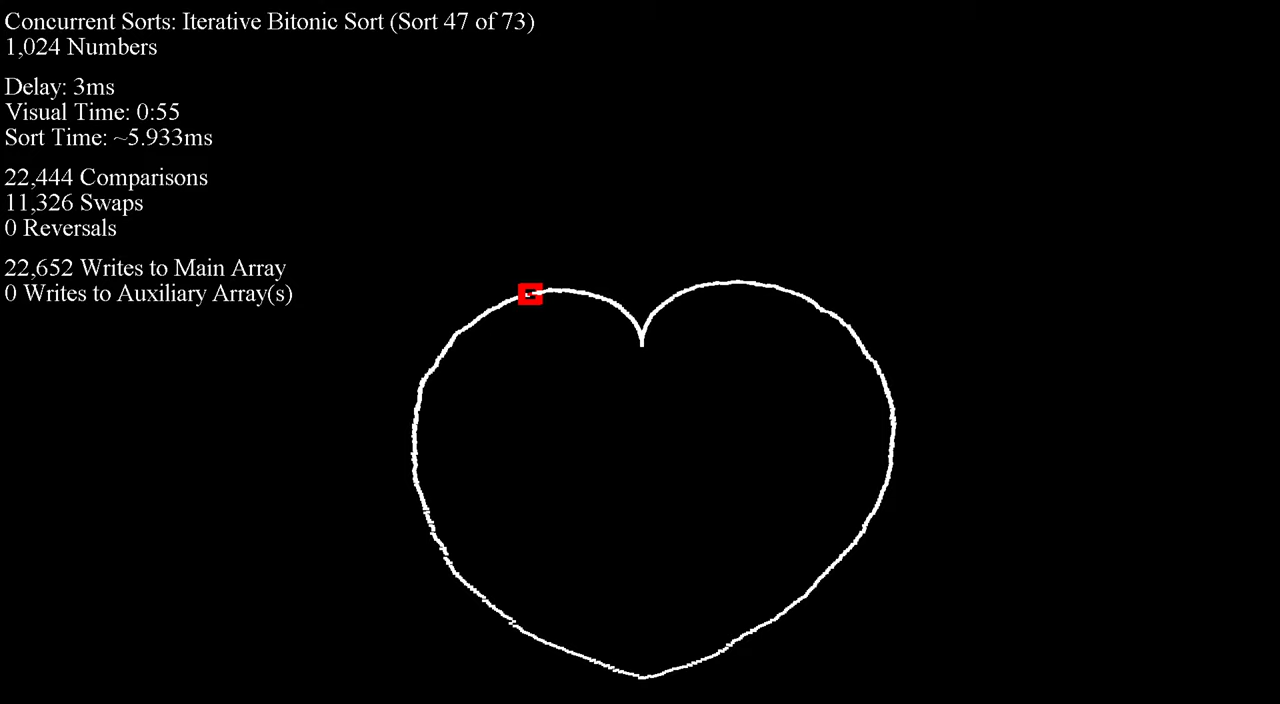 Concurrent Sorts: Iterative Bitonic Sort (Sort 47 of 73)
1,024 Numbers
Delay: 3ms
Visual Time: 0:55
Sort Time: ~5.933ms
22,444 Comparisons
11,326 Swaps
0 Reversals
22,652 Writes to Main Array
0 Writes to Auxiliary Array(s)